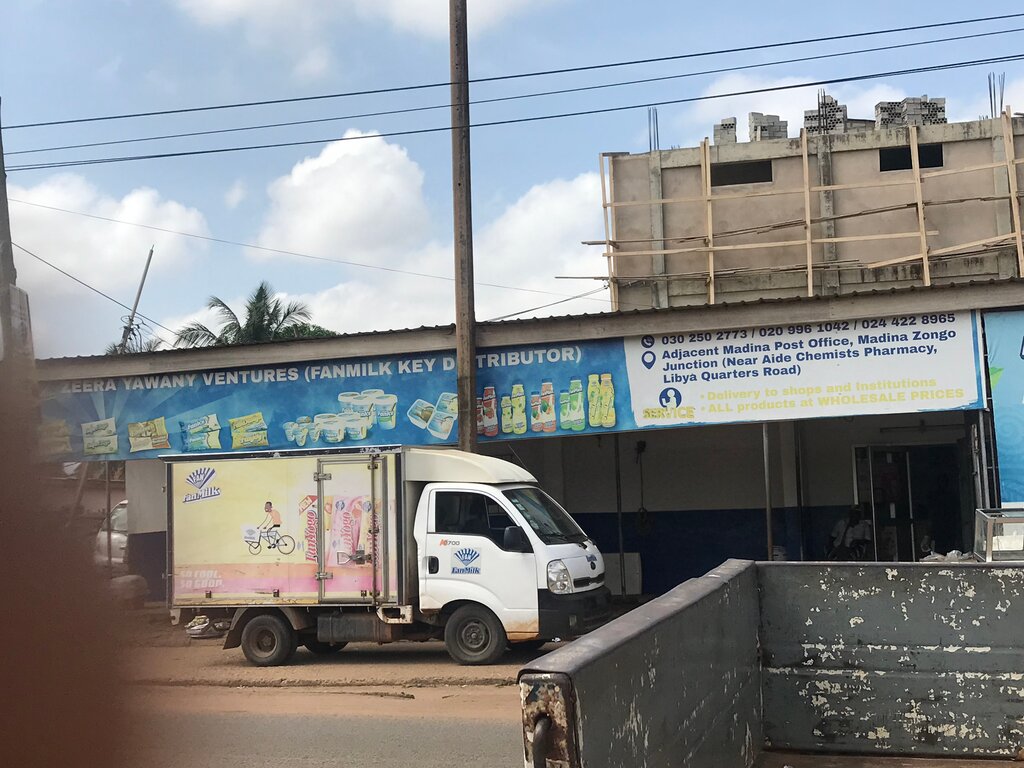 030 250 2773 / 020 996 1042 / 024 422 8965
Adjacent Madina Post Office, Madina Zongo
Junction (Near Aide Chemists Pharmacy,
Libya Quarters Road)
• Delivery to shops and Institutions
• ALL products at WHOLESALE PRICES
SERVICE
ZEERA YAWANY VENTURES (FANMILK KEY D TRIBUTOR)
FanMilk
FanYogo
SO COOL.
SO GOOD.
K2700
FanMilk